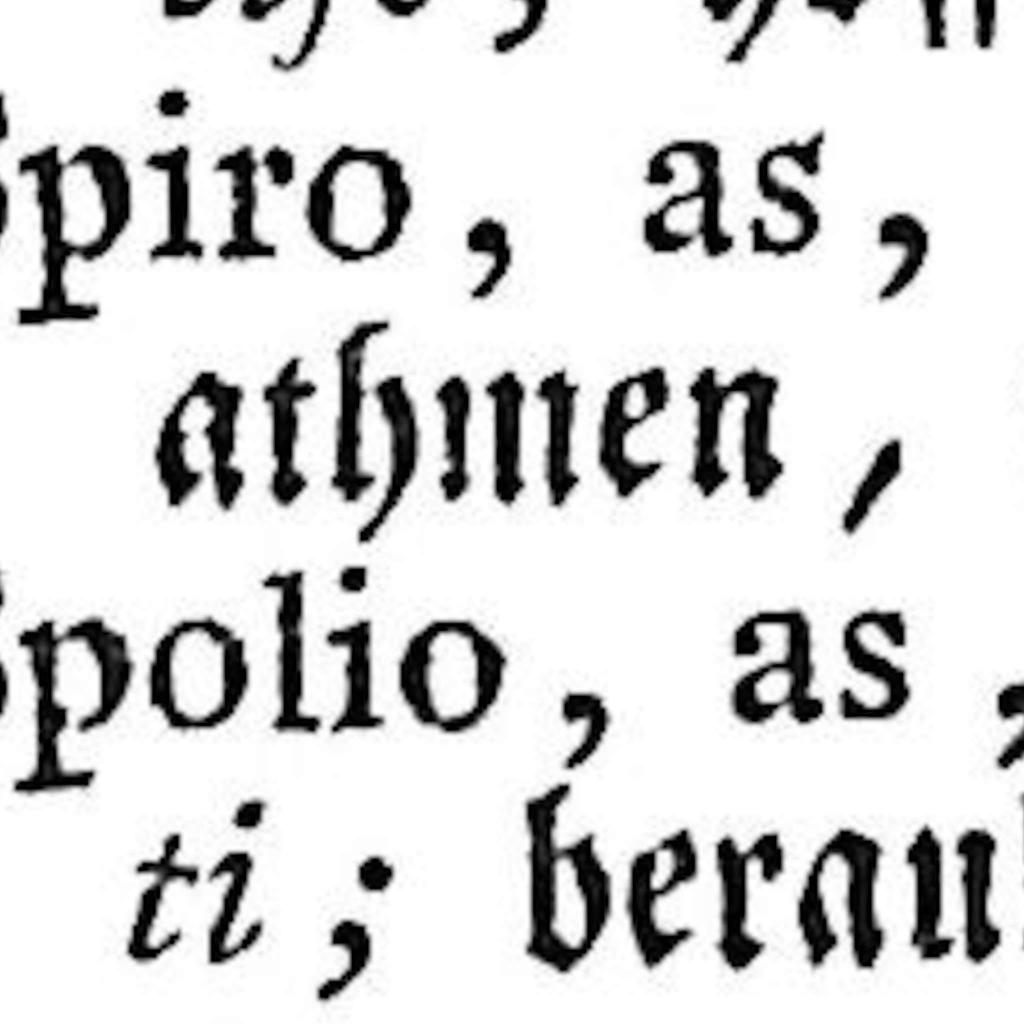 Spiro, as,
athmen,
Spolio, as,
ti; berau